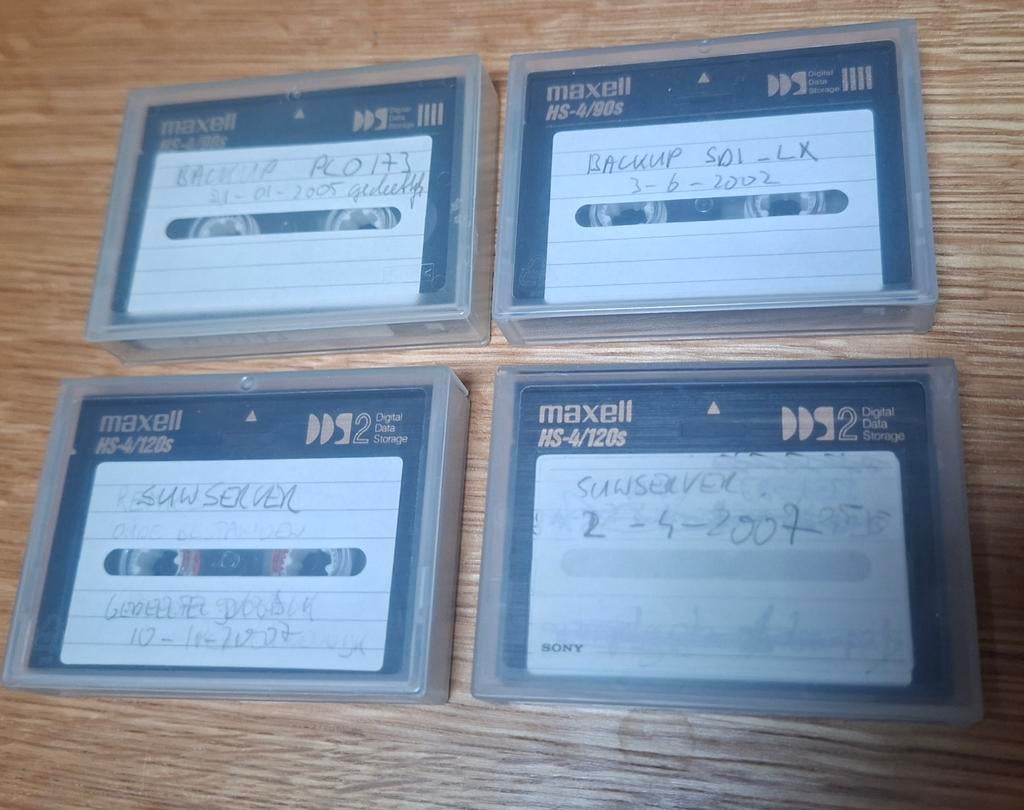 maxell
HS-4/90s
DDS Digital Data Storage
BACKUP PL0173
21-01-2005
maxell
HS-4/90s
DDS Digital Data Storage
BACKUP SD1_LX
3-6-2002
maxell
HS-4/120s
DDS2 Digital Data Storage
SUWSERVER
10-
maxell
HS-4/120s
DDS2 Digital Data Storage
SUWSERVER
2-4-2007
SONY